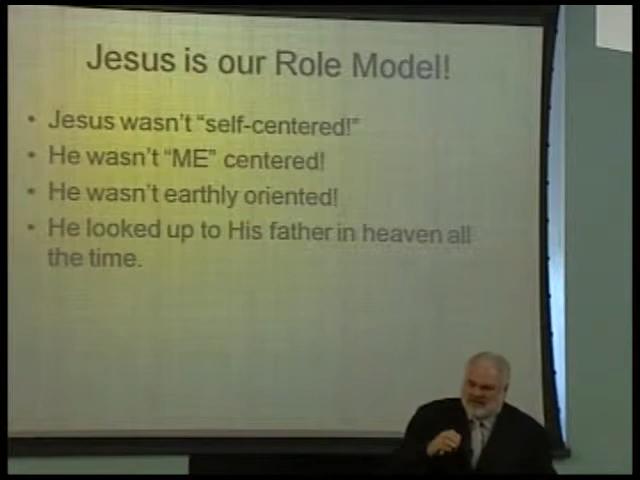 Jesus is our Role Model!
• Jesus wasn't "self-centered!"
• He wasn't "ME" centered!
• He wasn't earthly oriented!
• He looked up to His father in heaven all
the time.